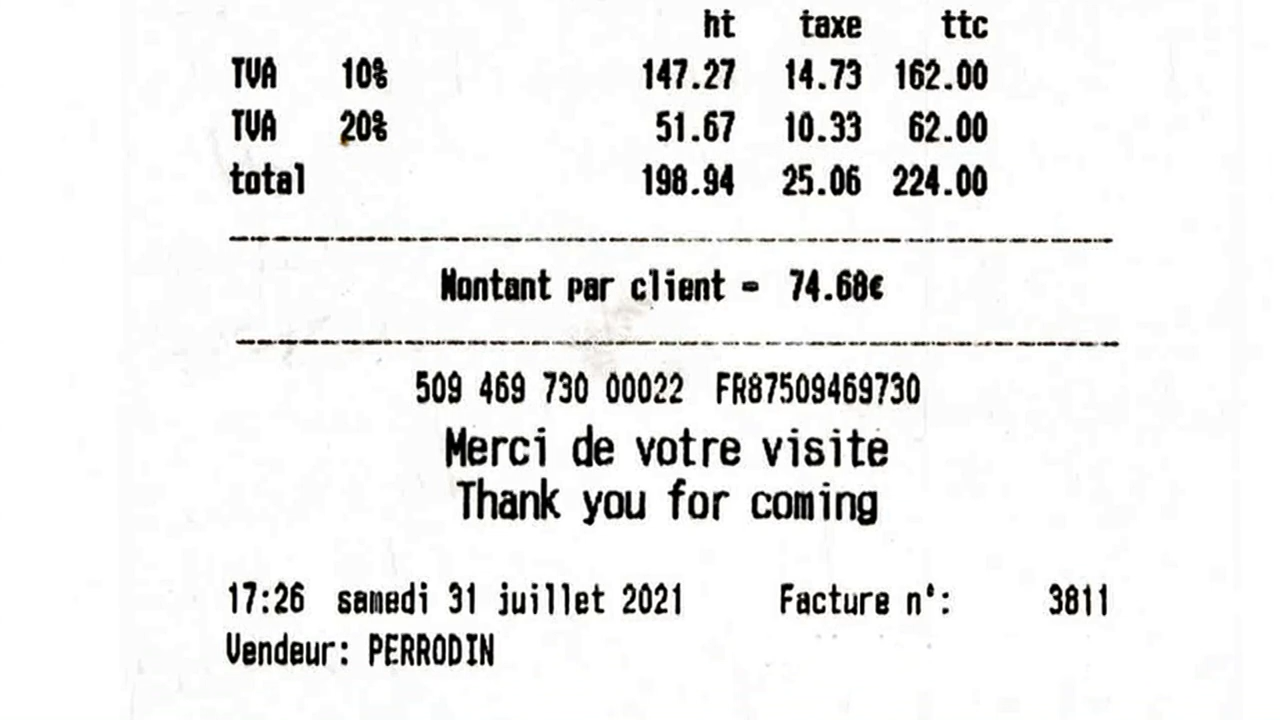 ht taxe ttc
TVA 10% 147.27 14.73 162.00
TVA 20% 51.67 10.33 62.00
total 198.94 25.06 224.00
Montant par client = 74.68€
509 469 730 00022 FR87509469730
Merci de votre visite
Thank you for coming
17:26 samedi 31 juillet 2021 Facture n°: 3811
Vendeur: PERRODIN